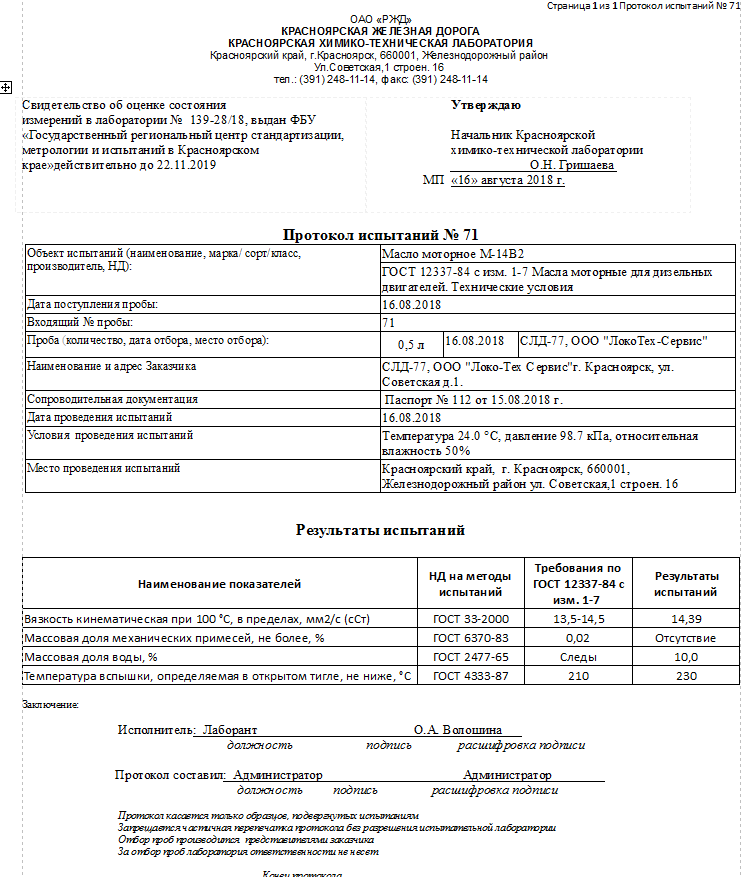 Страница 1 из 1 Протокол испытаний № 71
ОАО «РЖД»
КРАСНОЯРСКАЯ ЖЕЛЕЗНАЯ ДОРОГА
КРАСНОЯРСКАЯ ХИМИКО-ТЕХНИЧЕСКАЯ ЛАБОРАТОРИЯ
Красноярский край, г.Красноярск, 660001, Железнодорожный район
Ул.Советская,1 строен. 16
тел.: (391) 248-11-14, факс: (391) 248-11-14
Свидетельство об оценке состояния
измерений в лаборатории № 139-28/18, выдан ФБУ
«Государственный региональный центр стандартизации,
метрологии и испытаний в Красноярском
крае»действительно до 22.11.2019
Утверждаю
Начальник Красноярской
химико-технической лаборатории
О.Н. Гришаева
МП «16» августа 2018 г.
Протокол испытаний № 71
Объект испытаний (наименование, марка/ сорт/класс, Масло моторное М-14В2
производитель, НД): ГОСТ 12337-84 с изм. 1-7 Масла моторные для дизельных
двигателей. Технические условия
Дата поступления пробы: 16.08.2018
Входящий № пробы: 71
Проба (количество, дата отбора, место отбора): 0,5 л 16.08.2018 СЛД-77, ООО "ЛокоТех-Сервис"
Наименование и адрес Заказчика СЛД-77, ООО "Локо-Тех Сервис"г. Красноярск, ул.
Советская д.1.
Сопроводительная документация Паспорт № 112 от 15.08.2018 г.
Дата проведения испытаний 16.08.2018
Условия проведения испытаний Температура 24.0 °С, давление 98.7 кПа, относительная
влажность 50%
Место проведения испытаний Красноярский край, г. Красноярск, 660001,
Железнодорожный район ул. Советская,1 строен. 16
Результаты испытаний
Наименование показателей НД на методы испытаний Требования по ГОСТ 12337-84 с изм. 1-7 Результаты испытаний
Вязкость кинематическая при 100 °С, в пределах, мм2/с (сСт) ГОСТ 33-2000 13,5-14,5 14,39
Массовая доля механических примесей, не более, % ГОСТ 6370-83 0,02 Отсутствие
Массовая доля воды, % ГОСТ 2477-65 Следы 10,0
Температура вспышки, определяемая в открытом тигле, не ниже, °С ГОСТ 4333-87 210 230
Заключение:
Исполнитель: Лаборант О.А. Волошина
должность подпись расшифровка подписи
Протокол составил: Администратор Администратор
должность подпись расшифровка подписи
Протокол касается только образцов, подвергнутых испытаниям
Запрещается частичная перепечатка протокола без разрешения испытательной лаборатории
Отбор проб производится представителями заказчика
За отбор проб лаборатория ответственности не несет
Конец протокола